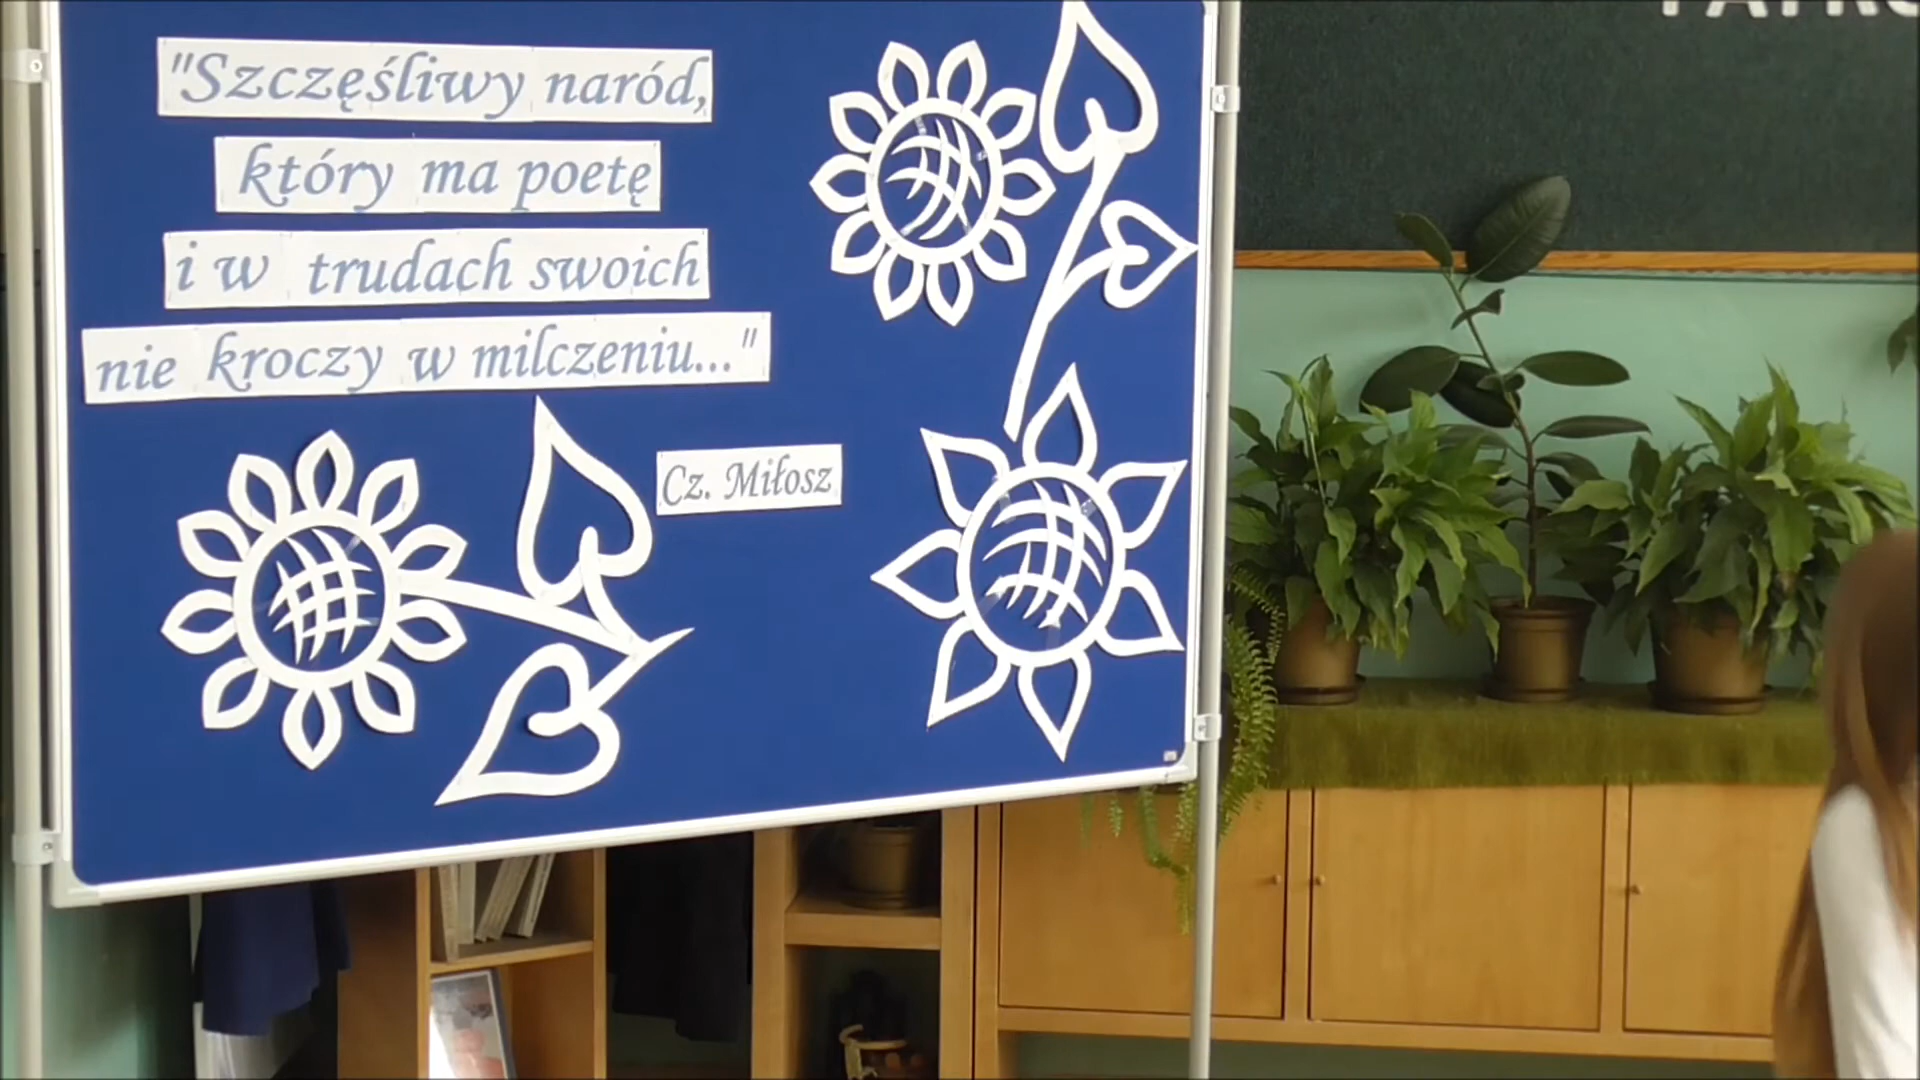 "Szczęśliwy naród,
który ma poetę
i w trudach swoich
nie kroczy w milczeniu..."
Cz. Miłosz